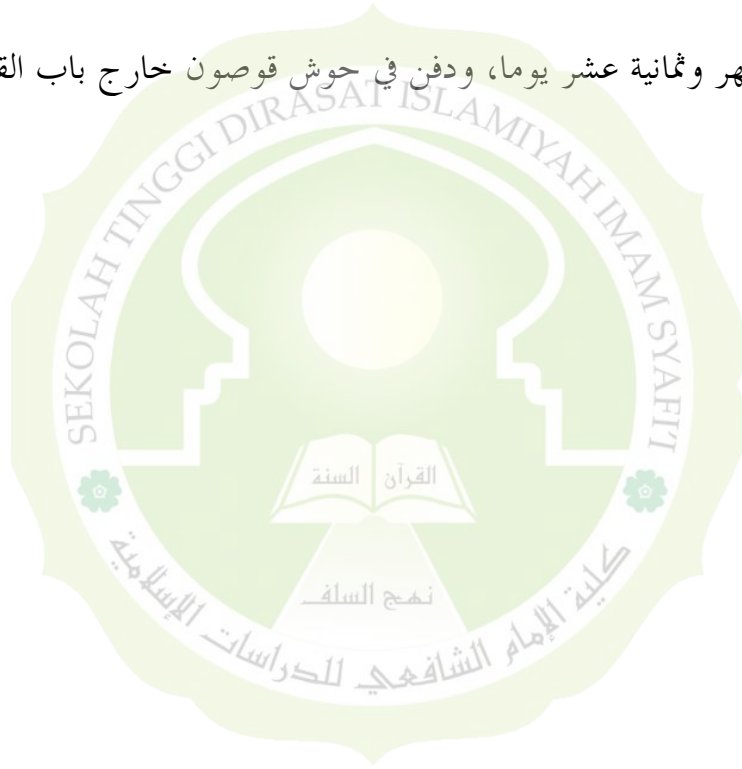 هر وثمانية عشر يوما، ودفن في حوش قوصون خارج باب
SEKOLAH TINGGI DIRASAT ISLAMIYAH IMAM SYAFI'I
القرآن
السنة
نهج السلف
كلية الإمام الشافعي للدراسات الإسلامية